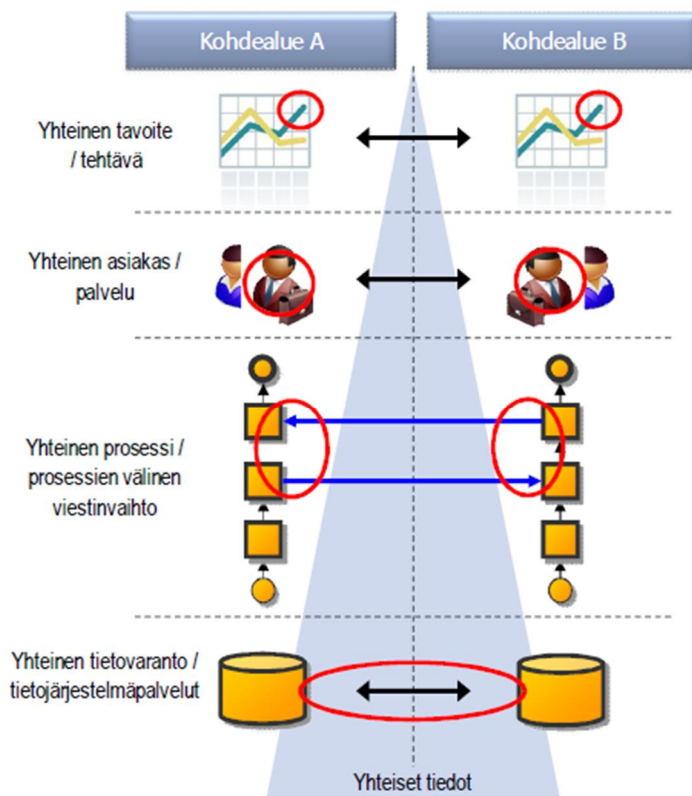 Kohdealue A
Kohdealue B
Yhteinen tavoite
/ tehtävä
Yhteinen asiakas /
palvelu
Yhteinen prosessi /
prosessien välinen
viestinvaihto
Yhteinen tietovaranto /
tietojärjestelmäpalvelut
Yhteiset tiedot